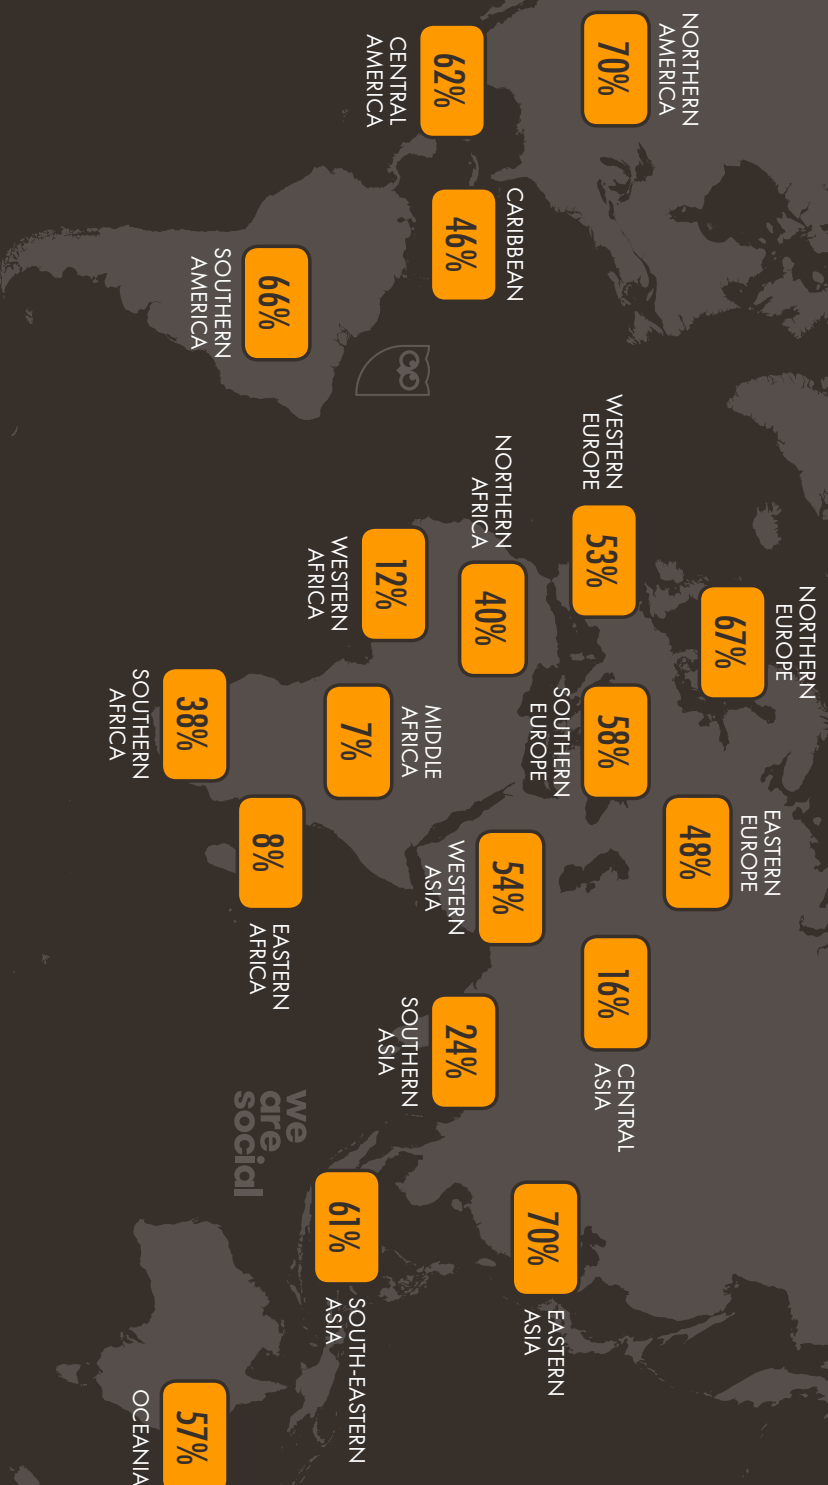 NORTHERN
AMERICA
70%
CENTRAL
AMERICA
62%
CARIBBEAN
46%
SOUTHERN
AMERICA
66%
WESTERN
EUROPE
53%
NORTHERN
EUROPE
67%
SOUTHERN
EUROPE
58%
EASTERN
EUROPE
48%
NORTHERN
AFRICA
40%
WESTERN
AFRICA
12%
MIDDLE
AFRICA
7%
SOUTHERN
AFRICA
38%
EASTERN
AFRICA
8%
WESTERN
ASIA
54%
CENTRAL
ASIA
16%
SOUTHERN
ASIA
24%
EASTERN
ASIA
70%
SOUTH-EASTERN
ASIA
61%
OCEANIA
57%
we
are
social